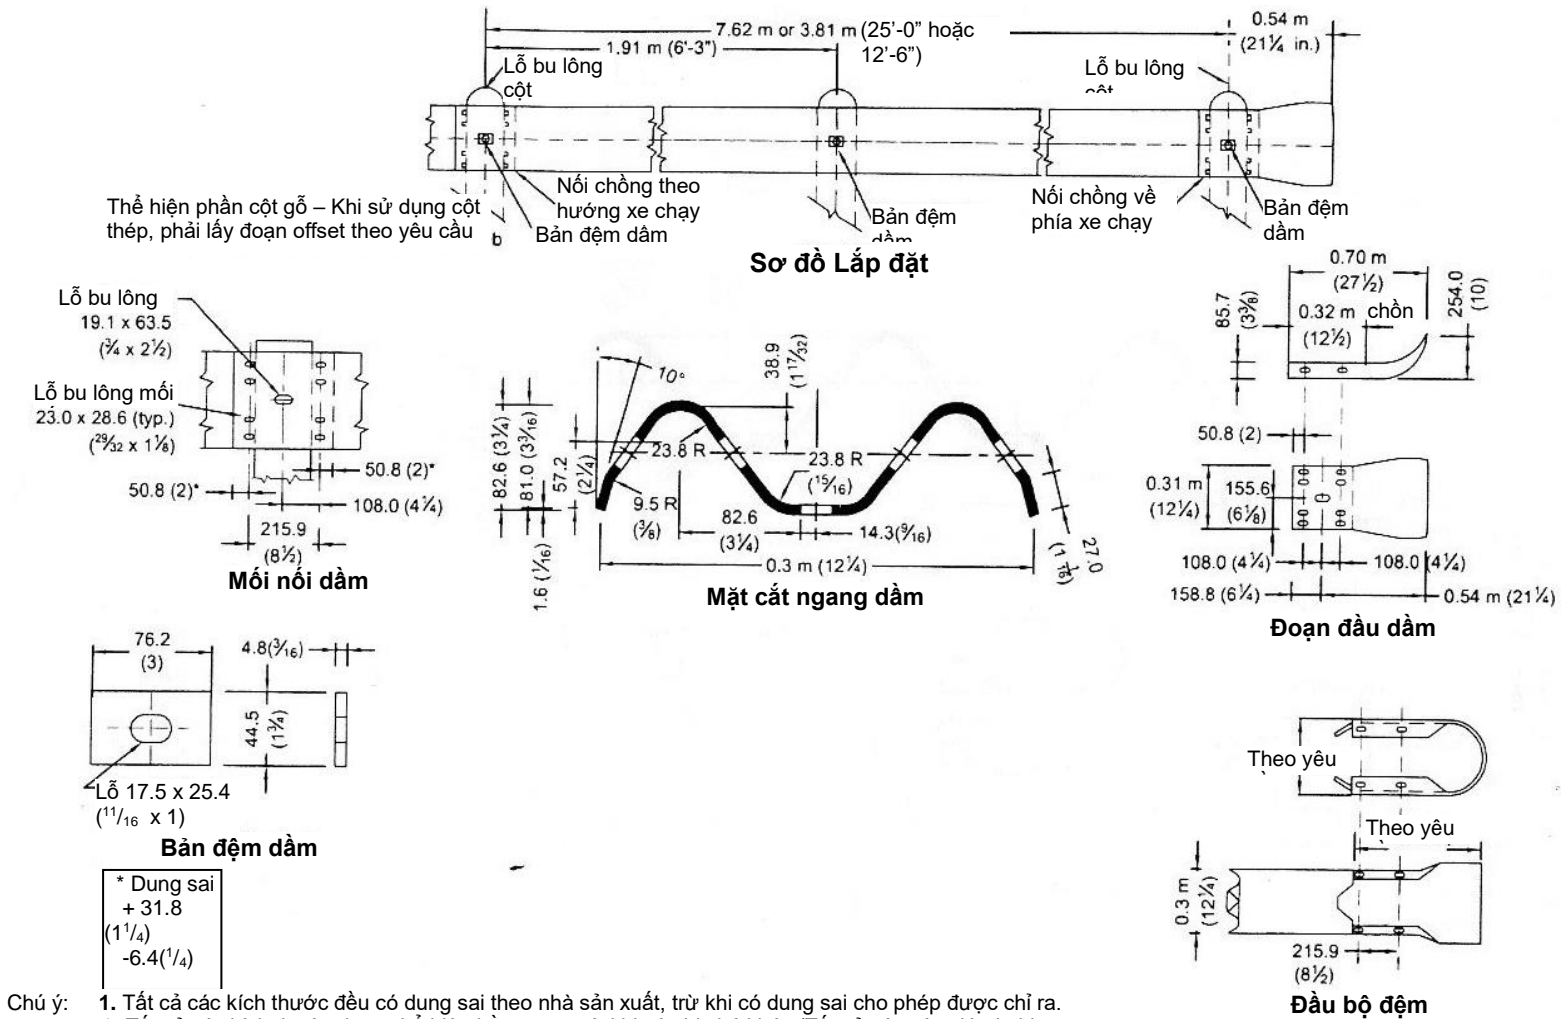 7.62 m or 3.81 m (25'-0" hoặc
12'-6")
0.54 m
(21¼ in.)
1.91 m (6'-3")
Lỗ bu lông
cột
Lỗ bu lông
Nối chồng theo
hướng xe chạy
Bản đệm dầm
Bản đệm
Nối chồng về
phía xe chạy
Bản đệm
dầm
Thể hiện phần cột gỗ – Khi sử dụng cột
thép, phải lấy đoạn offset theo yêu cầu
Sơ đồ Lắp đặt
Lỗ bu lông
19.1 x 63.5
(¾ x 2½)
Lỗ bu lông mối
23.0 x 28.6 (typ.)
(29/32 x 1⅛)
50.8 (2)*
50.8 (2)*
108.0 (4¼)
215.9
(8½)
Mối nối dầm
10°
38.9
(1 17/32)
82.6 (3¼)
81.0 (3 3/16)
57.2
(2¼)
1.6 (1/16)
23.8 R
23.8 R
(15/16)
9.5 R
(⅜)
82.6
(3¼)
14.3(9/16)
27.0
(1 1/16)
0.3 m (12¼)
Mặt cắt ngang dầm
0.70 m
(27½)
0.32 m chồn
(12½)
85.7
(3⅜)
254.0
(10)
50.8 (2)
0.31 m
(12¼)
155.6
(6⅛)
108.0 (4¼)
108.0 (4¼)
158.8 (6¼)
0.54 m (21¼)
Đoạn đầu dầm
76.2
(3)
4.8(3/16)
44.5
(1¾)
Lỗ 17.5 x 25.4
(11/16 x 1)
Bản đệm dầm
* Dung sai
+ 31.8
(1 1/4)
-6.4(1/4)
Theo yêu
Theo yêu
0.3 m
(12¼)
215.9
(8½)
Đầu bộ đệm
Chú ý: 1. Tất cả các kích thước đều có dung sai theo nhà sản xuất, trừ khi có dung sai cho phép được chỉ ra.